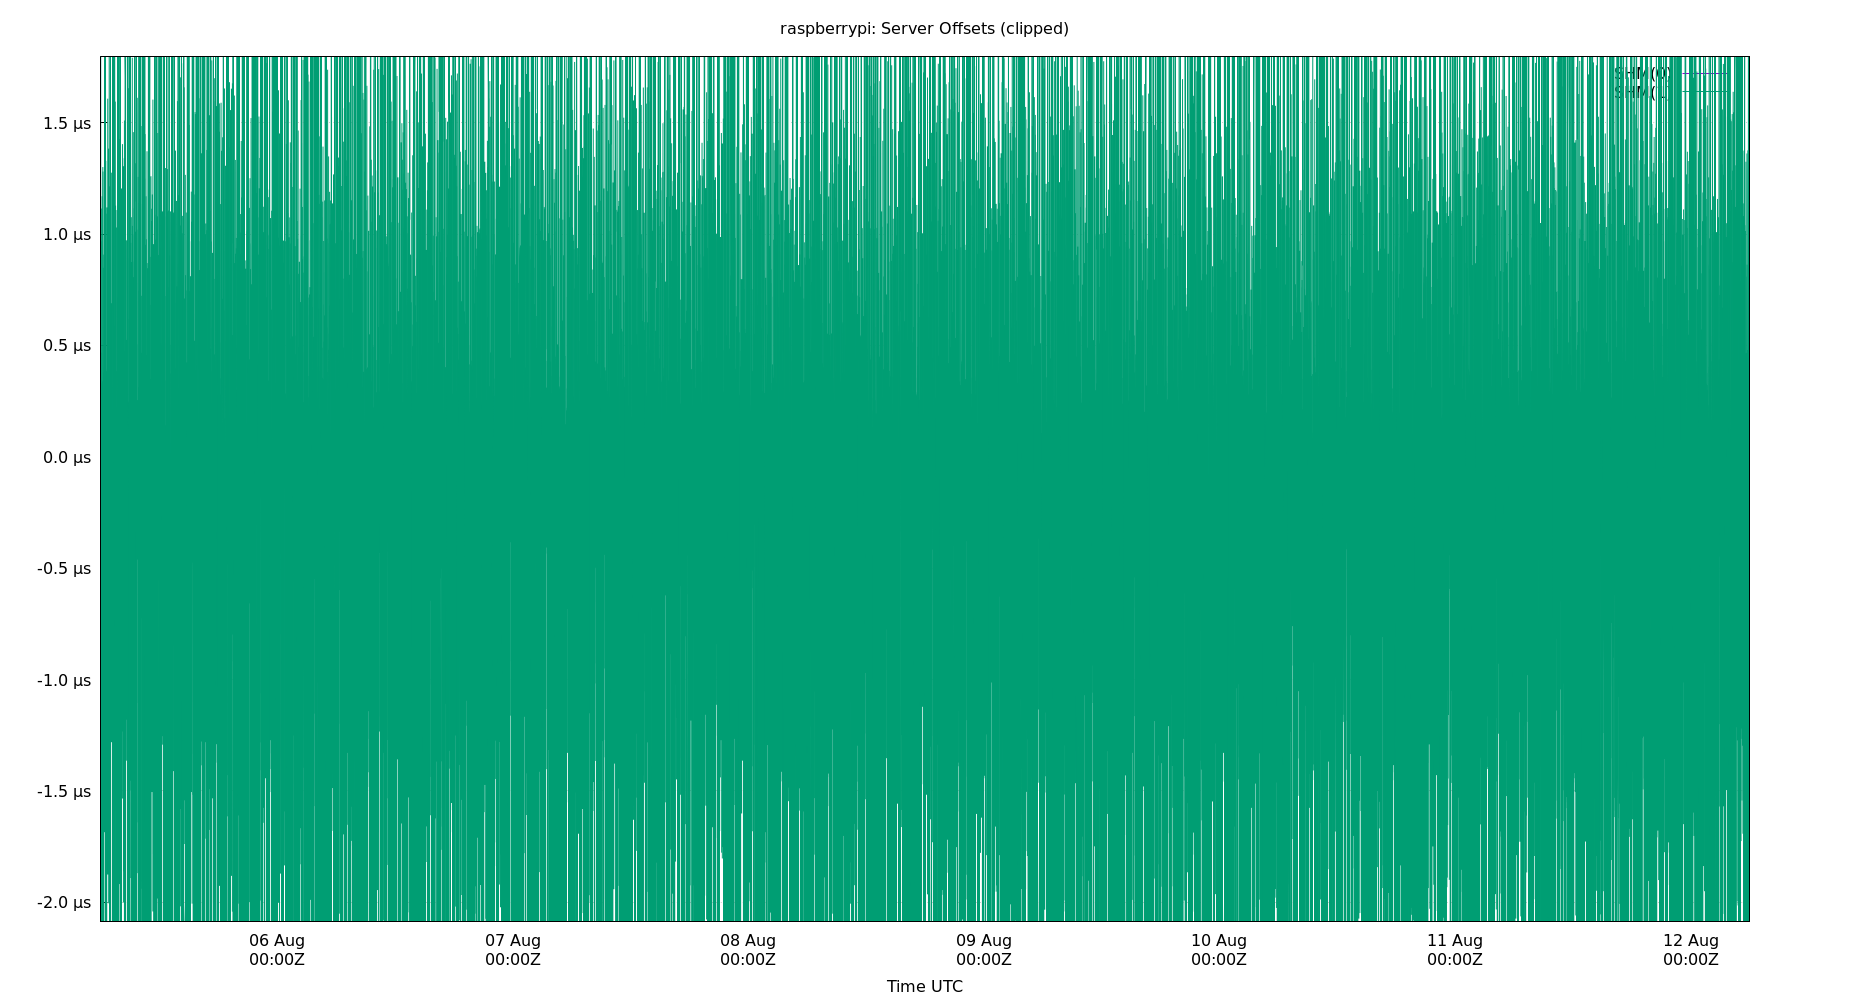 raspberrypi: Server Offsets (clipped)
SHM(0)
1.5 µs
1.0 µs
0.5 µs
0.0 µs
-0.5 µs
-1.0 µs
-1.5 µs
-2.0 µs
06 Aug 07 Aug 08 Aug 09 Aug 10 Aug 11 Aug 12 Aug
00:00Z 00:00Z 00:00Z 00:00Z 00:00Z 00:00Z 00:00Z
Time UTC